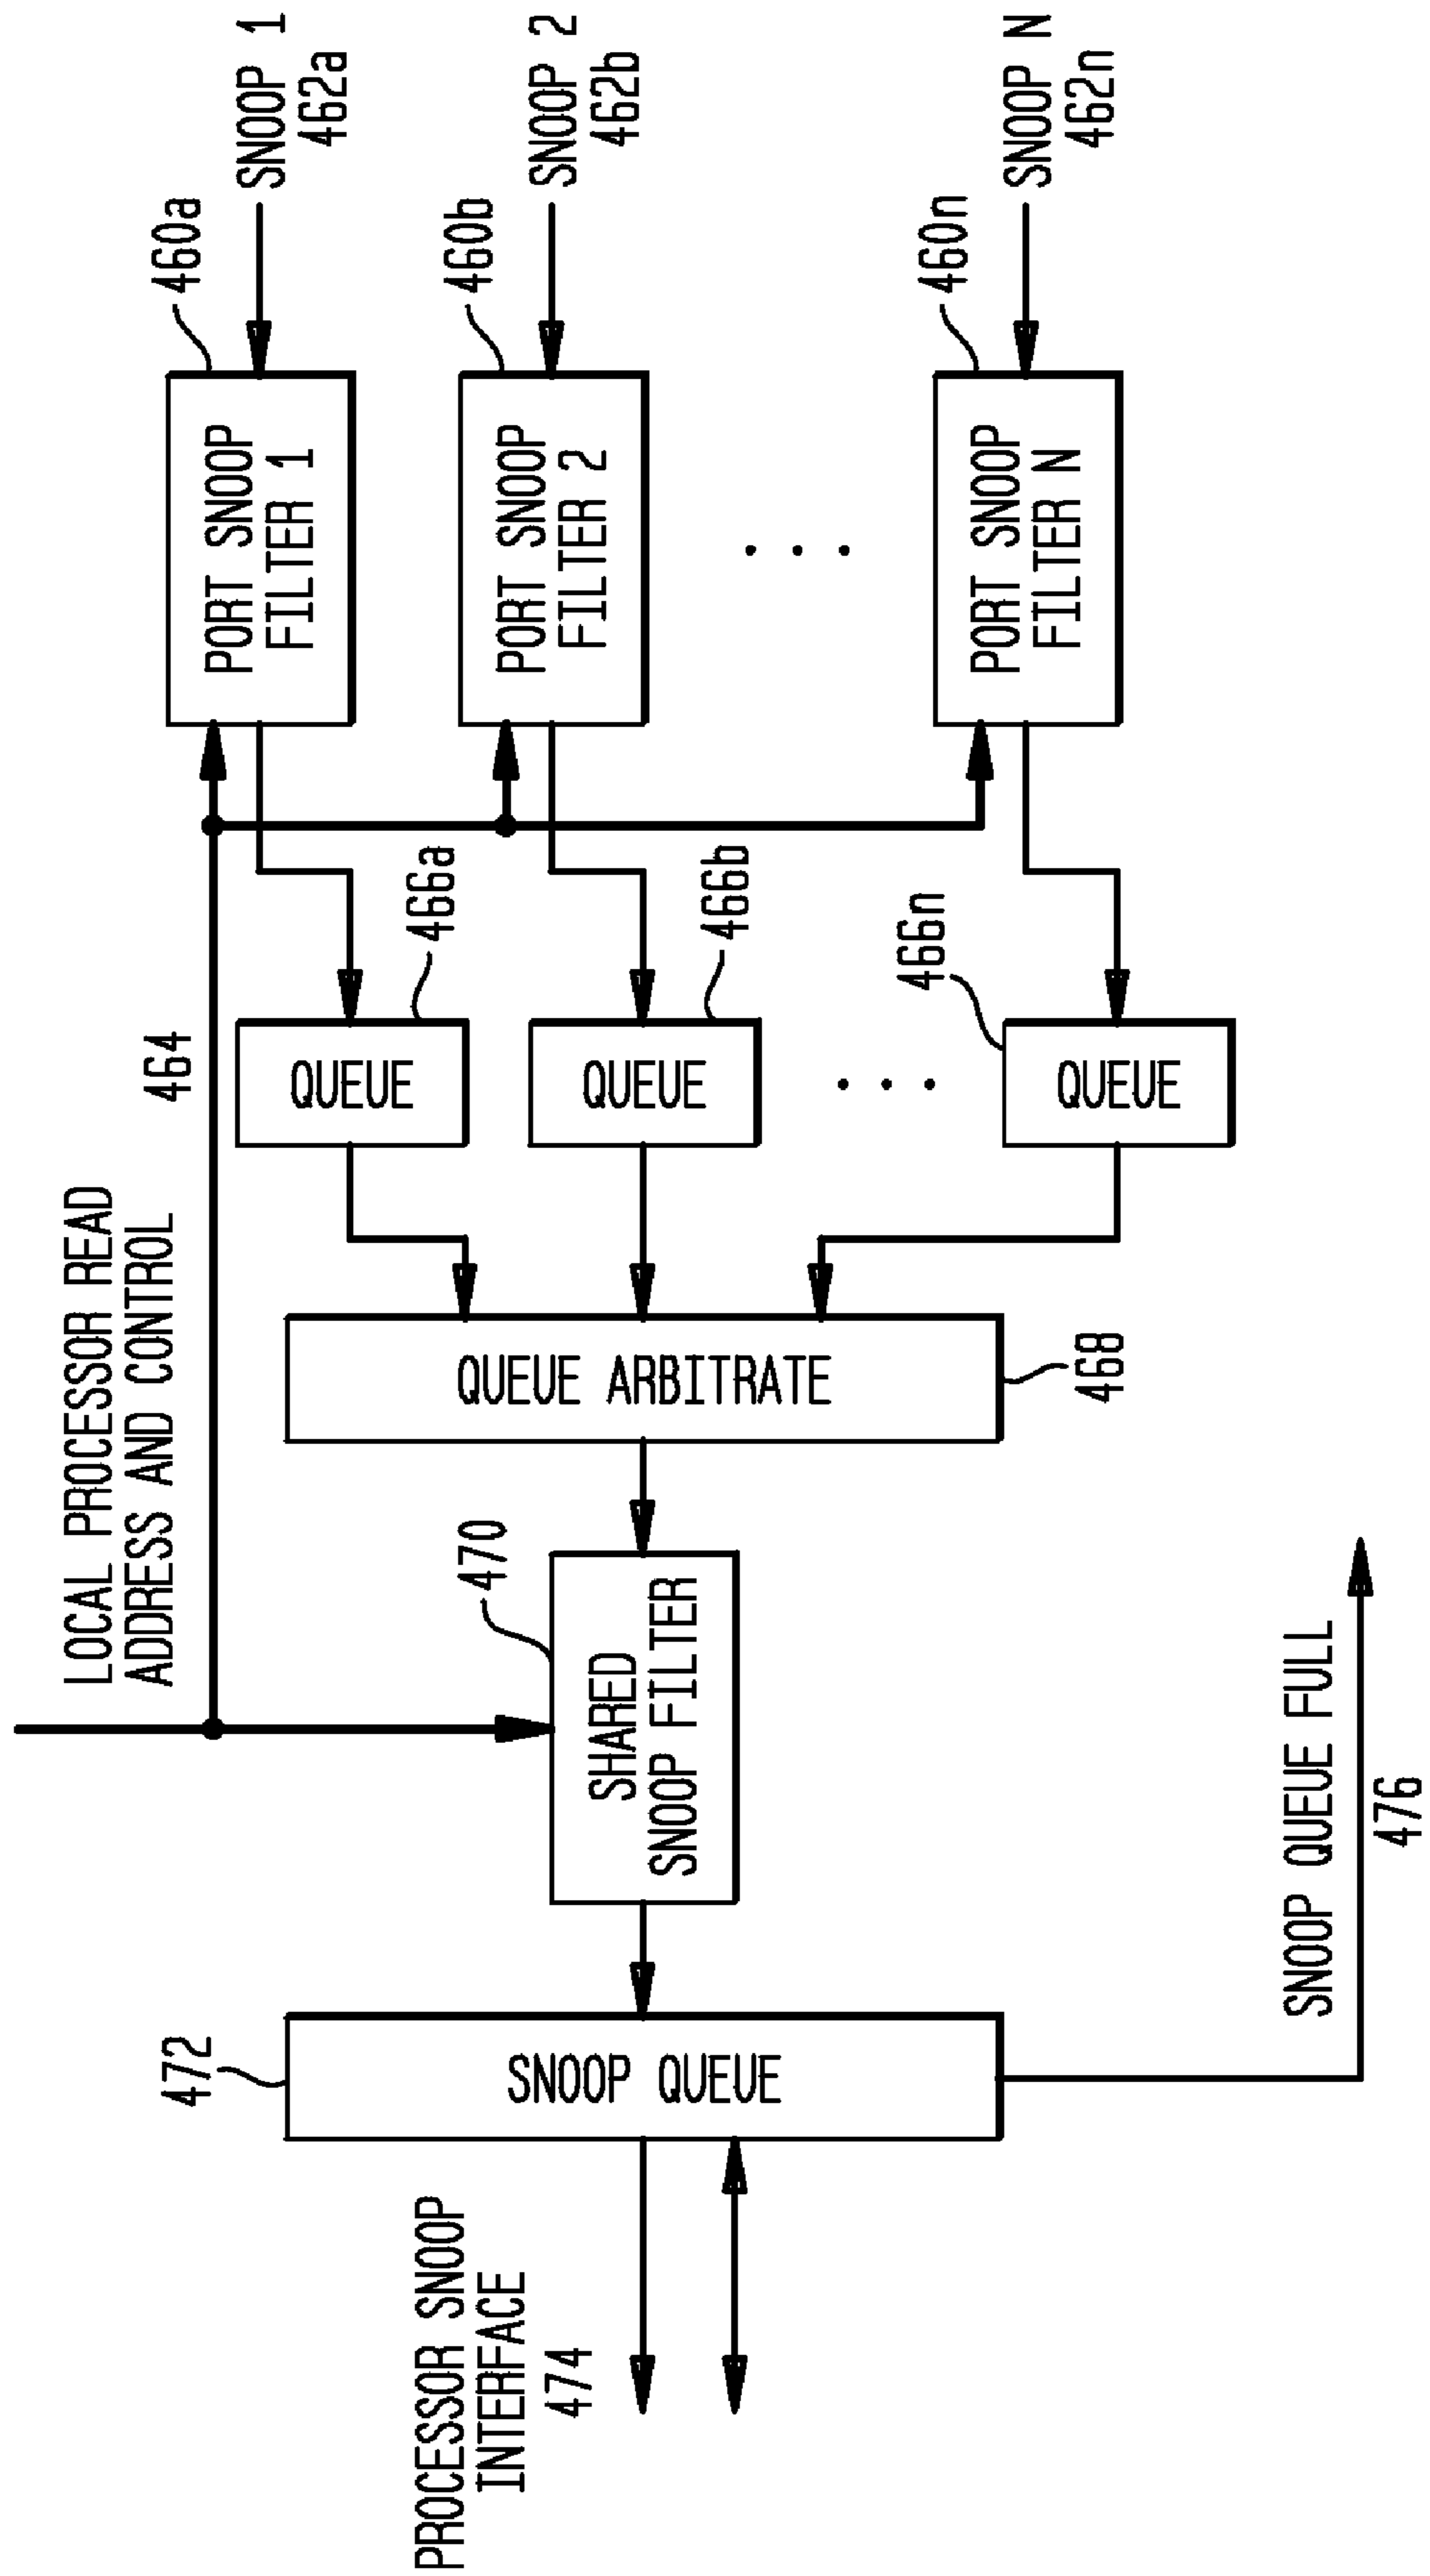 LOCAL PROCESSOR READ
ADDRESS AND CONTROL
464
PROCESSOR SNOOP
INTERFACE
474
472
SNOOP QUEUE
470
SHARED
SNOOP FILTER
QUEUE ARBITRATE
468
QUEUE
466a
QUEUE
466b
. . .
QUEUE
466n
PORT SNOOP
FILTER 1
460a
SNOOP 1
462a
PORT SNOOP
FILTER 2
460b
SNOOP 2
462b
. . .
PORT SNOOP
FILTER N
460n
SNOOP N
462n
SNOOP QUEUE FULL
476